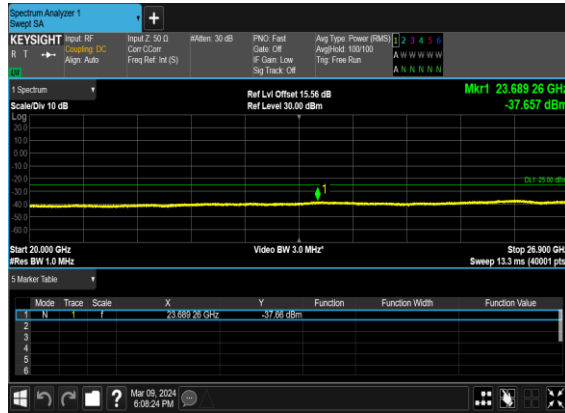 Spectrum Analyzer 1
Swept SA
+
KEYSIGHT Input: RF Input Z: 50 Ω #Atten: 30 dB PNO: Fast Avg Type: Power (RMS) 1 2 3 4 5 6
R T Coupling: DC Corr CCorr Gate: Off Avg|Hold: 100/100 A W W W W W
Align: Auto Freq Ref: Int (S) IF Gain: Low Trig: Free Run A N N N N N
Sig Track: Off
1 Spectrum Ref Lvl Offset 15.56 dB Mkr1 23.689 26 GHz
Scale/Div 10 dB Ref Level 30.00 dBm -37.657 dBm
Log
20.0
10.0
0.00
-10.0
-20.0 DL1 -25.00 dBm
-30.0 1
-40.0
-50.0
-60.0
Start 20.000 GHz Video BW 3.0 MHz* Stop 26.900 GHz
#Res BW 1.0 MHz Sweep 13.3 ms (40001 pts
5 Marker Table
Mode Trace Scale X Y Function Function Width Function Value
1 N 1 f 23.689 26 GHz -37.66 dBm
2
3
4
5
6
? Mar 09, 2024
6:08:24 PM